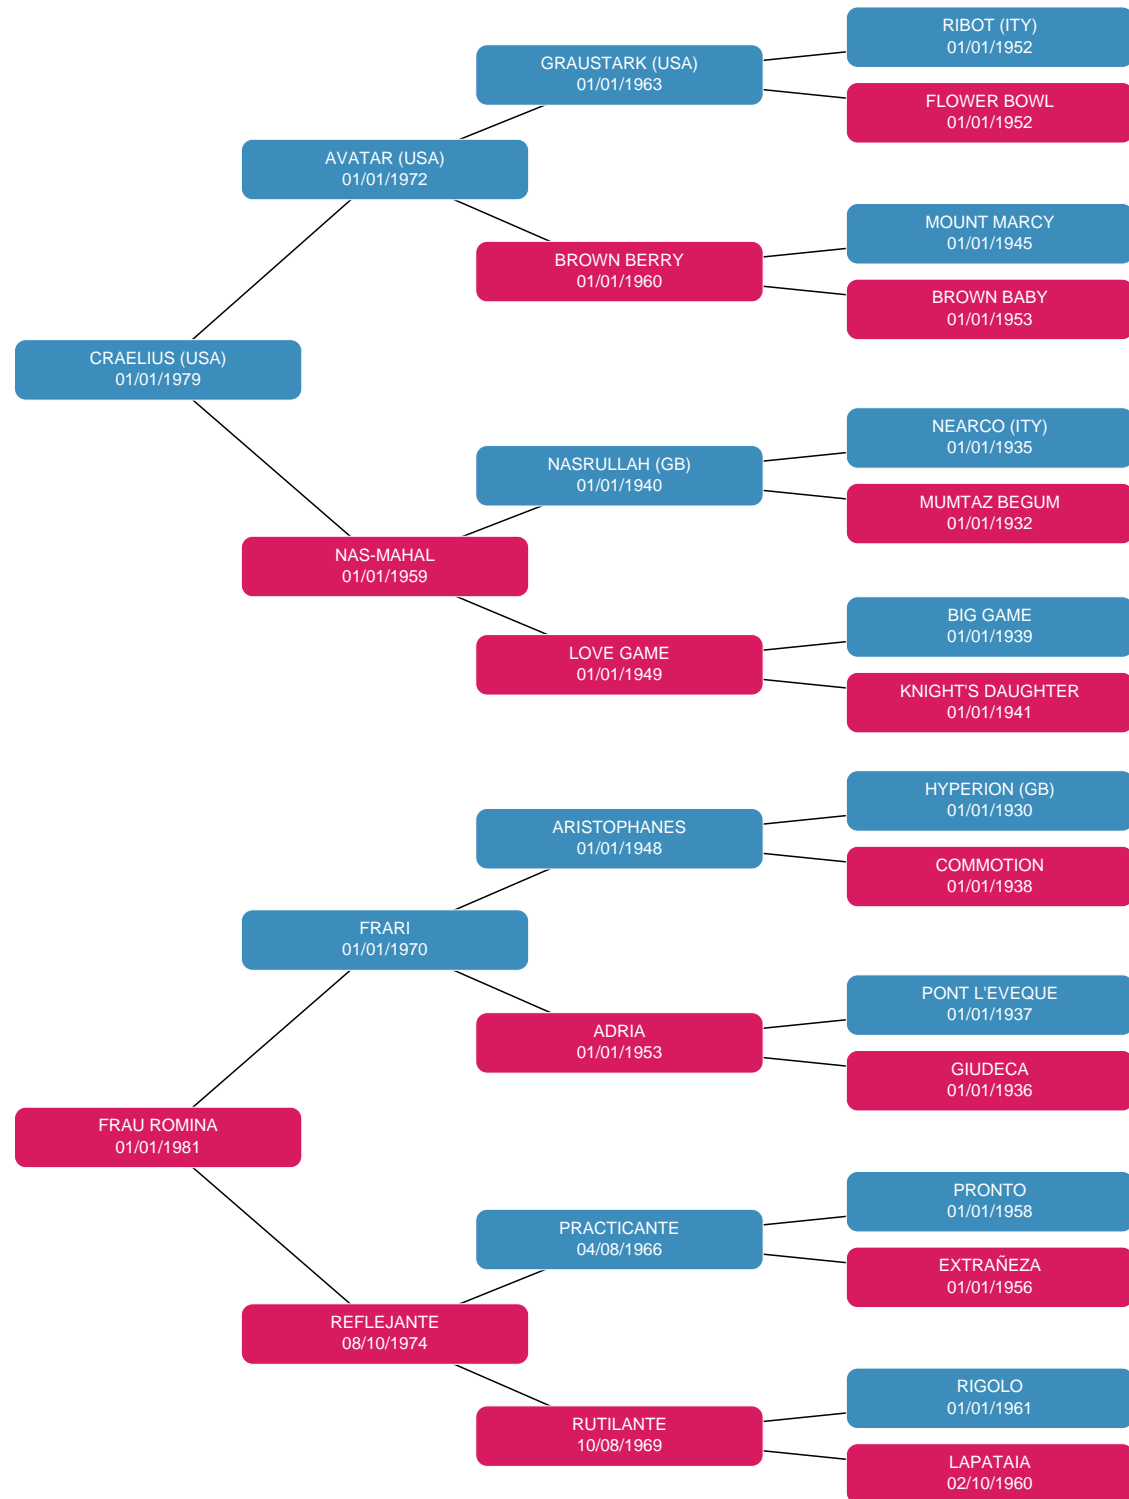 RIBOT (ITY)
01/01/1952
GRAUSTARK (USA)
01/01/1963
FLOWER BOWL
01/01/1952
AVATAR (USA)
01/01/1972
MOUNT MARCY
01/01/1945
BROWN BERRY
01/01/1960
BROWN BABY
01/01/1953
CRAELIUS (USA)
01/01/1979
NEARCO (ITY)
01/01/1935
NASRULLAH (GB)
01/01/1940
MUMTAZ BEGUM
01/01/1932
NAS-MAHAL
01/01/1959
BIG GAME
01/01/1939
LOVE GAME
01/01/1949
KNIGHT'S DAUGHTER
01/01/1941
HYPERION (GB)
01/01/1930
ARISTOPHANES
01/01/1948
COMMOTION
01/01/1938
FRARI
01/01/1970
PONT L'EVEQUE
01/01/1937
ADRIA
01/01/1953
GIUDECA
01/01/1936
FRAU ROMINA
01/01/1981
PRONTO
01/01/1958
PRACTICANTE
04/08/1966
EXTRAÑEZA
01/01/1956
REFLEJANTE
08/10/1974
RIGOLO
01/01/1961
RUTILANTE
10/08/1969
LAPATAIA
02/10/1960